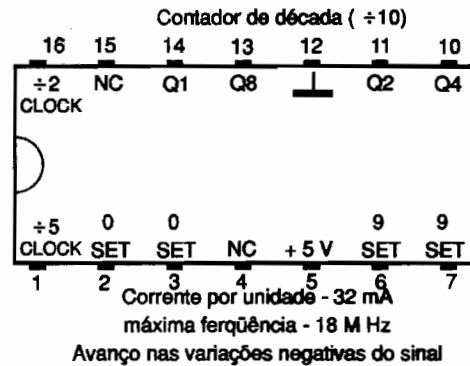 Contador de década ( ÷10)
16 15 14 13 12 11 10
÷2 NC Q1 Q8 Q2 Q4
CLOCK
÷5 0 0 9 9
CLOCK SET SET NC + 5 V SET SET
1 2 3 4 5 6 7
Corrente por unidade - 32 mA
máxima ferqüência - 18 M Hz
Avanço nas variações negativas do sinal